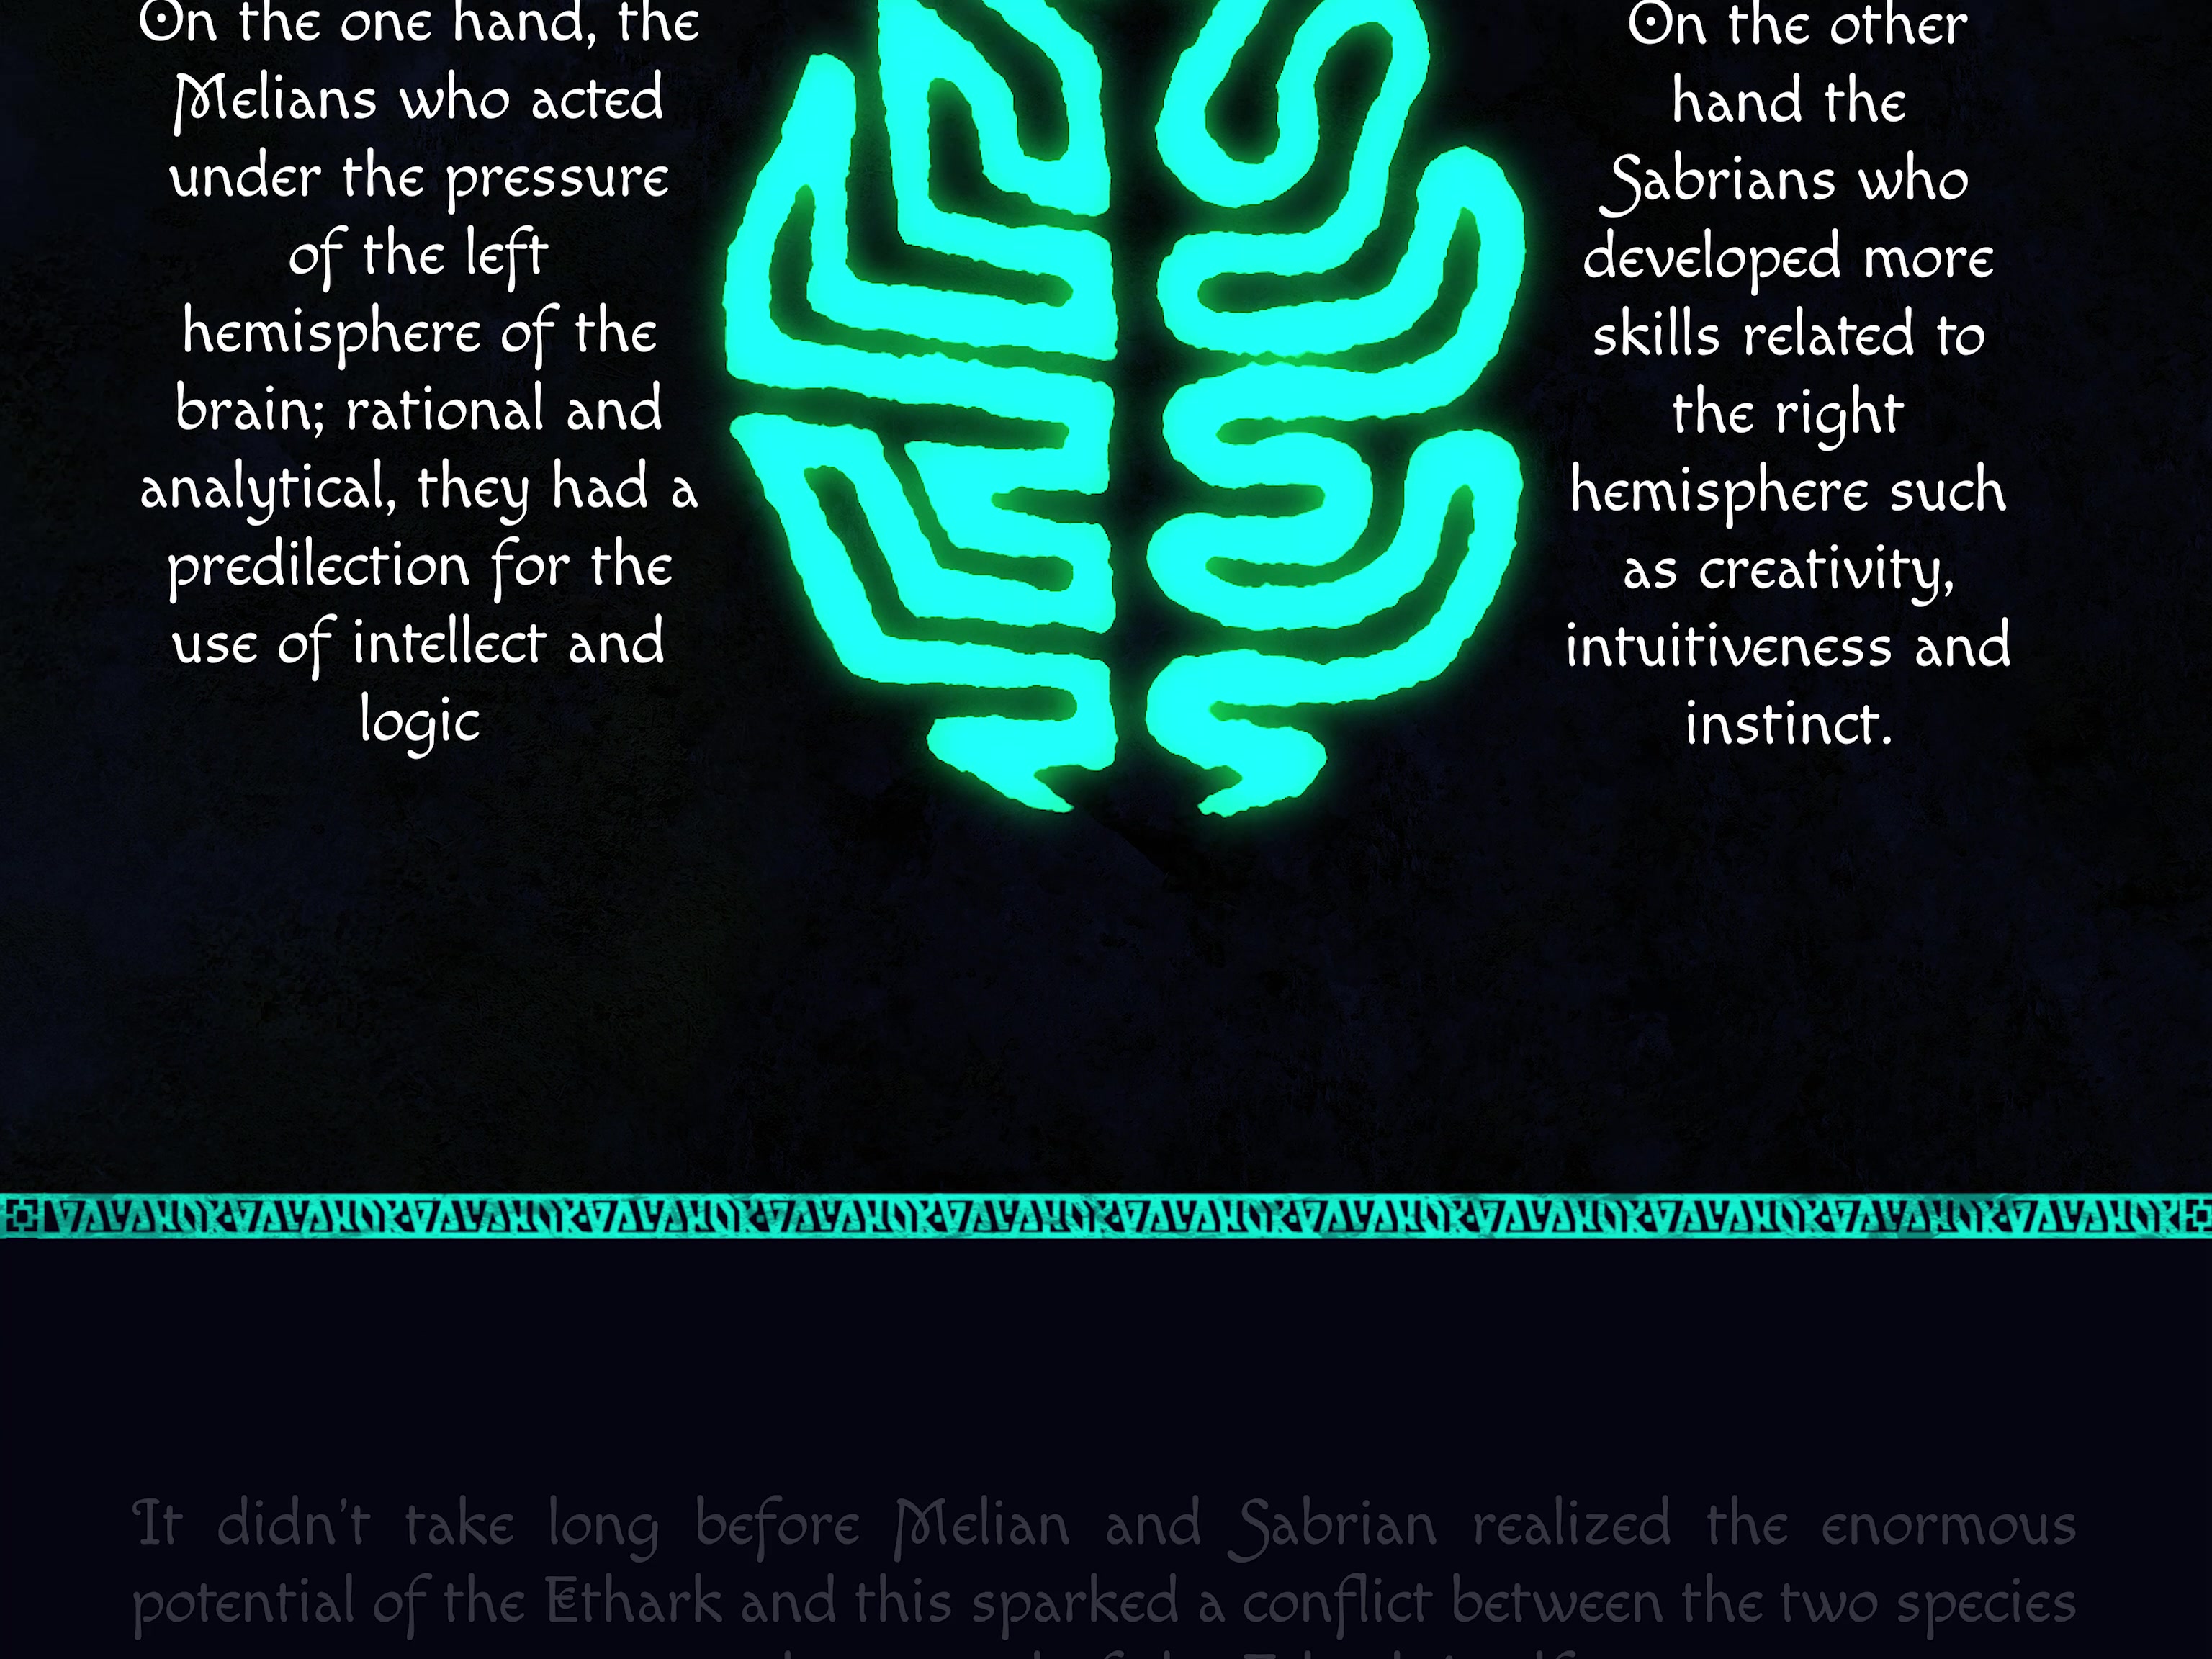 On the one hand, the
Melians who acted
under the pressure
of the left
hemisphere of the
brain; rational and
analytical, they had a
predilection for the
use of intellect and
logic
On the other
hand the
Sabrians who
developed more
skills related to
the right
hemisphere such
as creativity,
intuitiveness and
instinct.
It didn't take long before Melian and Sabrian realized the enormous
potential of the Ethark and this sparked a conflict between the two species